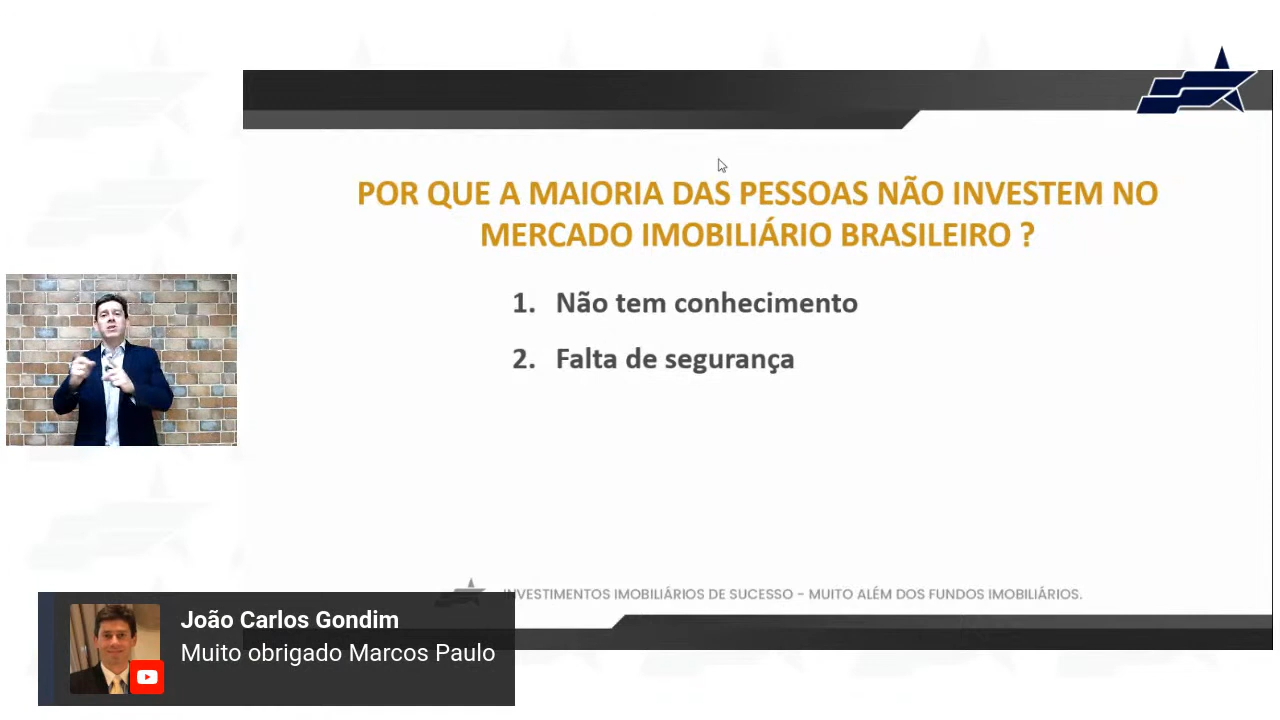 POR QUE A MAIORIA DAS PESSOAS NÃO INVESTEM NO
MERCADO IMOBILIÁRIO BRASILEIRO ?
1. Não tem conhecimento
2. Falta de segurança
INVESTIMENTOS IMOBILIÁRIOS DE SUCESSO - MUITO ALÉM DOS FUNDOS IMOBILIÁRIOS.
João Carlos Gondim
Muito obrigado Marcos Paulo